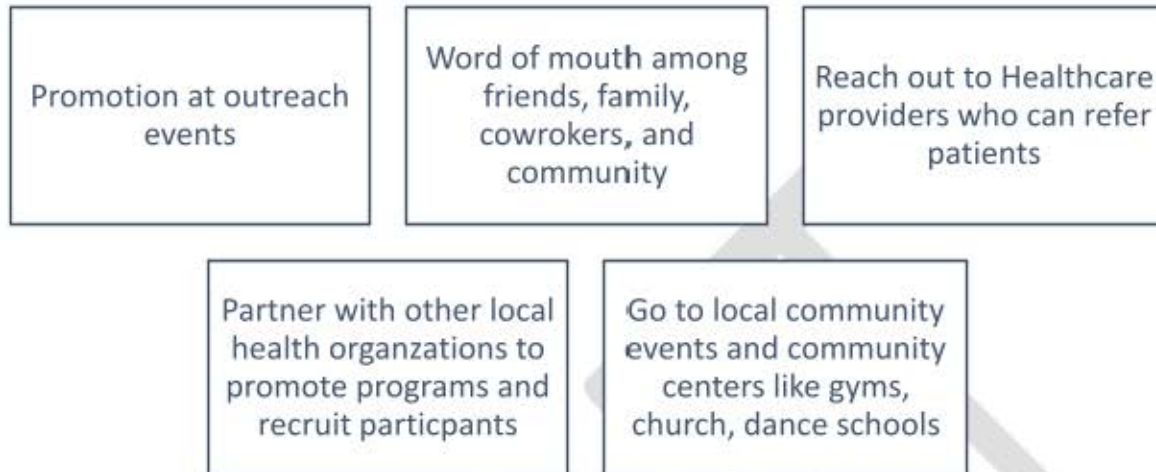 Promotion at outreach
events
Word of mouth among
friends, family,
cowrokers, and
community
Reach out to Healthcare
providers who can refer
patients
Partner with other local
health organzations to
promote programs and
recruit particpants
Go to local community
events and community
centers like gyms,
church, dance schools